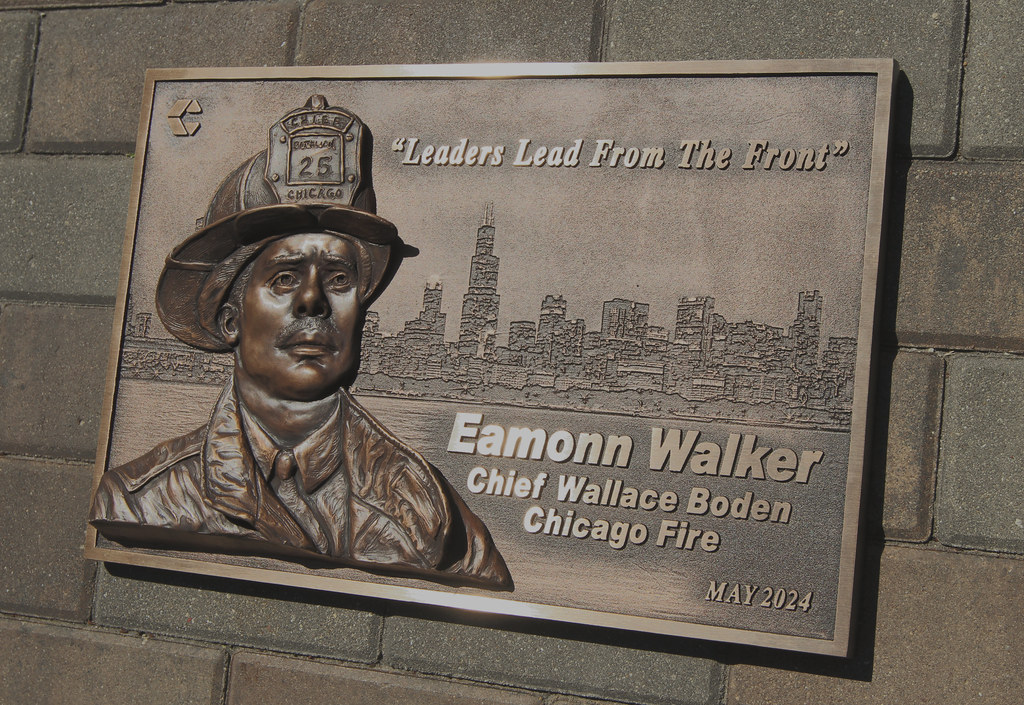 CHIEF
BATTALION
25
CHICAGO
"Leaders Lead From The Front"
Eamonn Walker
Chief Wallace Boden
Chicago Fire
MAY 2024